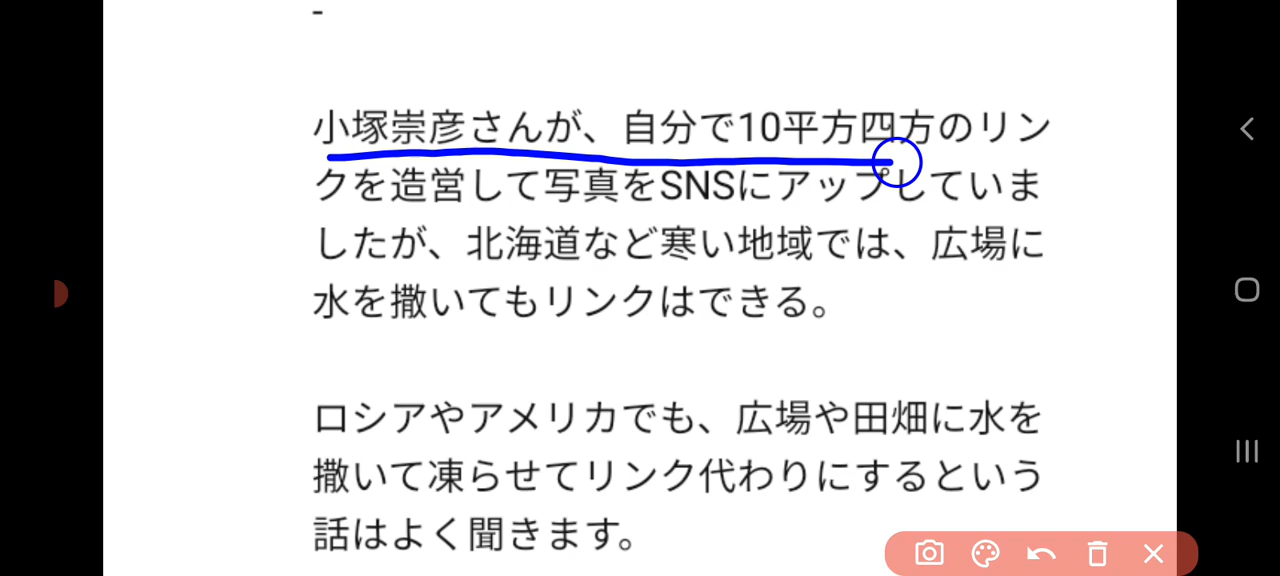 -
小塚崇彦さんが、自分で10平方四方のリン
クを造営して写真をSNSにアップしていま
したが、北海道など寒い地域では、広場に
水を撒いてもリンクはできる。
ロシアやアメリカでも、広場や田畑に水を
撒いて凍らせてリンク代わりにするという
話はよく聞きます。